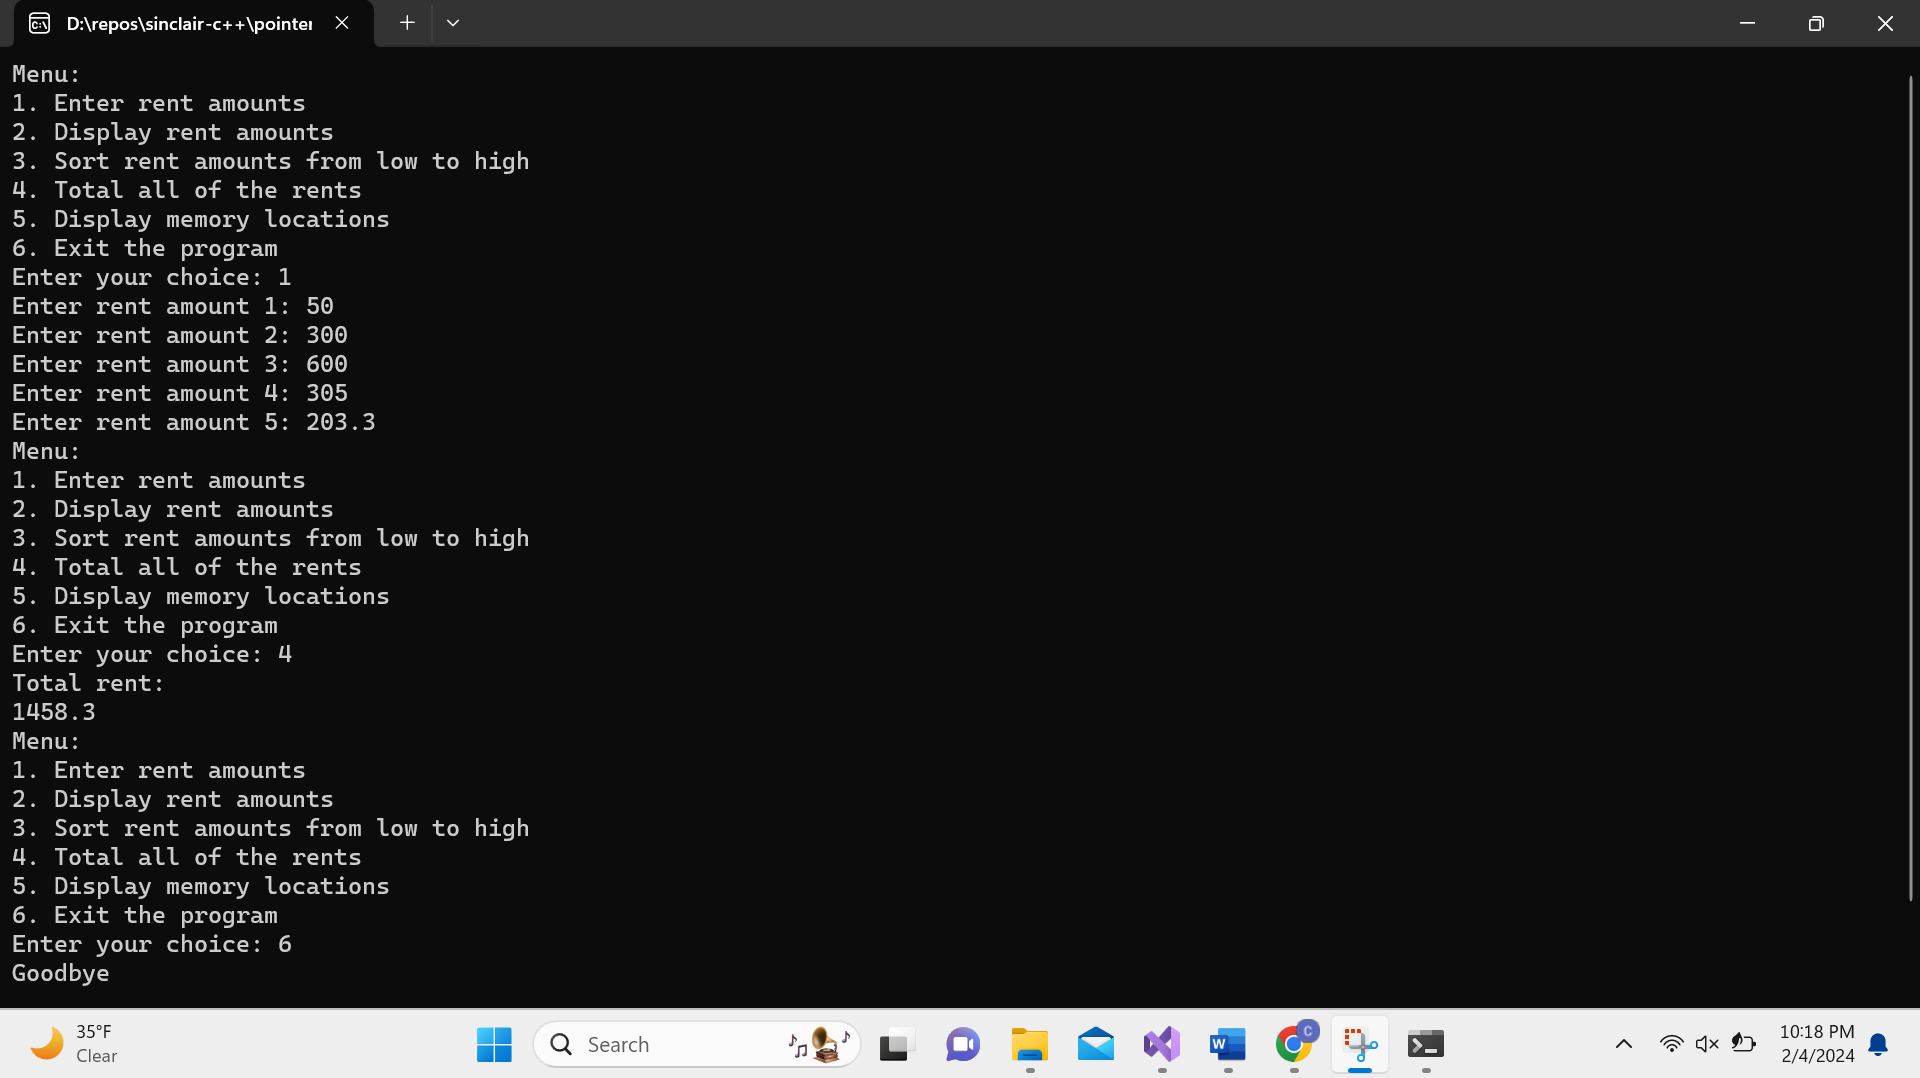 D:\repos\sinclair-c++\pointer
Menu:
1. Enter rent amounts
2. Display rent amounts
3. Sort rent amounts from low to high
4. Total all of the rents
5. Display memory locations
6. Exit the program
Enter your choice: 1
Enter rent amount 1: 50
Enter rent amount 2: 300
Enter rent amount 3: 600
Enter rent amount 4: 305
Enter rent amount 5: 203.3
Menu:
1. Enter rent amounts
2. Display rent amounts
3. Sort rent amounts from low to high
4. Total all of the rents
5. Display memory locations
6. Exit the program
Enter your choice: 4
Total rent:
1458.3
Menu:
1. Enter rent amounts
2. Display rent amounts
3. Sort rent amounts from low to high
4. Total all of the rents
5. Display memory locations
6. Exit the program
Enter your choice: 6
Goodbye
35°F
Clear
Search
W
C
10:18 PM
2/4/2024